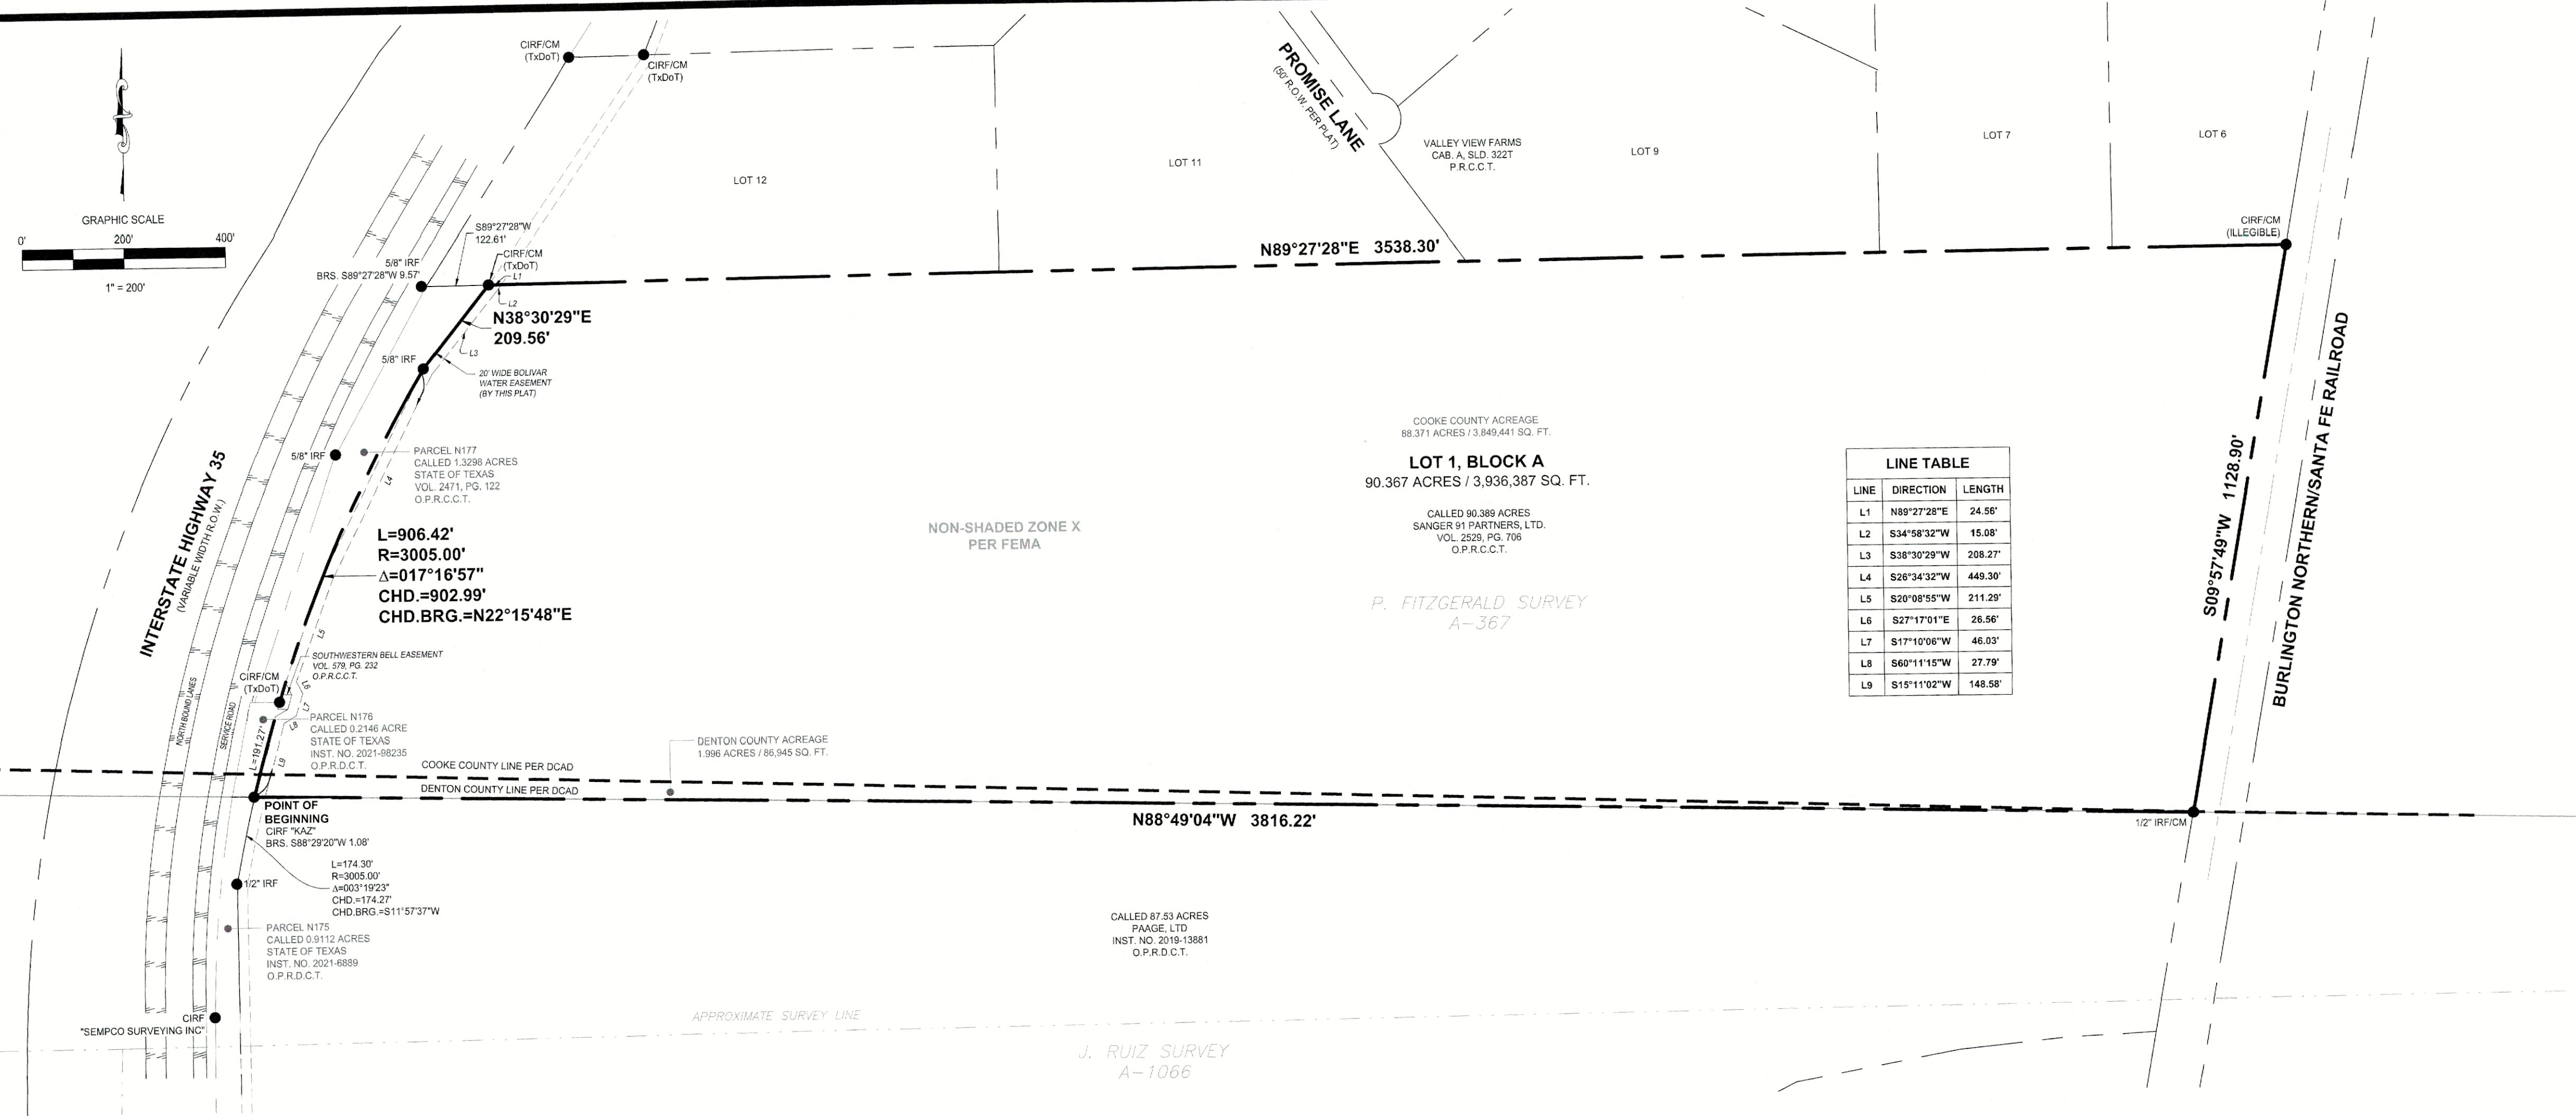 CIRF/CM
(TxDoT)
CIRF/CM
(TxDoT)
PROMISE LANE
(50' R.O.W. PER PLAT)
VALLEY VIEW FARMS
CAB. A, SLD. 322T
P.R.C.C.T.
LOT 12
LOT 11
LOT 9
LOT 7
LOT 6
GRAPHIC SCALE
0' 200' 400'
1" = 200'
S89°27'28"W
122.61'
CIRF/CM
(TxDoT)
L1
5/8" IRF
BRS. S89°27'28"W 9.57'
L2
N89°27'28"E 3538.30'
CIRF/CM
(ILLEGIBLE)
N38°30'29"E
209.56'
L3
5/8" IRF
20' WIDE BOLIVAR
WATER EASEMENT
(BY THIS PLAT)
5/8" IRF
PARCEL N177
CALLED 1.3298 ACRES
STATE OF TEXAS
VOL. 2471, PG. 122
O.P.R.C.C.T.
L4
INTERSTATE HIGHWAY 35
(VARIABLE WIDTH R.O.W.)
L=906.42'
R=3005.00'
Δ=017°16'57"
CHD.=902.99'
CHD.BRG.=N22°15'48"E
NON-SHADED ZONE X
PER FEMA
COOKE COUNTY ACREAGE
88.371 ACRES / 3,849,441 SQ. FT.
LOT 1, BLOCK A
90.367 ACRES / 3,936,387 SQ. FT.
CALLED 90.389 ACRES
SANGER 91 PARTNERS, LTD.
VOL. 2529, PG. 706
O.P.R.C.C.T.
P. FITZGERALD SURVEY
A-367
LINE TABLE
LINE DIRECTION LENGTH
L1 N89°27'28"E 24.56'
L2 S34°58'32"W 15.08'
L3 S38°30'29"W 208.27'
L4 S26°34'32"W 449.30'
L5 S20°08'55"W 211.29'
L6 S27°17'01"E 26.56'
L7 S17°10'06"W 46.03'
L8 S60°11'15"W 27.79'
L9 S15°11'02"W 148.58'
S09°57'49"W 1128.90'
BURLINGTON NORTHERN/SANTA FE RAILROAD
L5
SOUTHWESTERN BELL EASEMENT
VOL. 579, PG. 232
O.P.R.C.C.T.
CIRF/CM
(TxDoT)
L6
L7
L8
NORTH BOUND LANES
SERVICE ROAD
L=191.27'
PARCEL N176
CALLED 0.2146 ACRE
STATE OF TEXAS
INST. NO. 2021-98235
O.P.R.D.C.T.
L9
DENTON COUNTY ACREAGE
1.996 ACRES / 86,945 SQ. FT.
COOKE COUNTY LINE PER DCAD
DENTON COUNTY LINE PER DCAD
POINT OF
BEGINNING
CIRF "KAZ"
BRS. S88°29'20"W 1.08'
N88°49'04"W 3816.22'
1/2" IRF/CM
L=174.30'
R=3005.00'
Δ=003°19'23"
CHD.=174.27'
CHD.BRG.=S11°57'37"W
1/2" IRF
PARCEL N175
CALLED 0.9112 ACRES
STATE OF TEXAS
INST. NO. 2021-6889
O.P.R.D.C.T.
CALLED 87.53 ACRES
PAAGE, LTD
INST. NO. 2019-13881
O.P.R.D.C.T.
CIRF
"SEMPCO SURVEYING INC"
APPROXIMATE SURVEY LINE
J. RUIZ SURVEY
A-1066